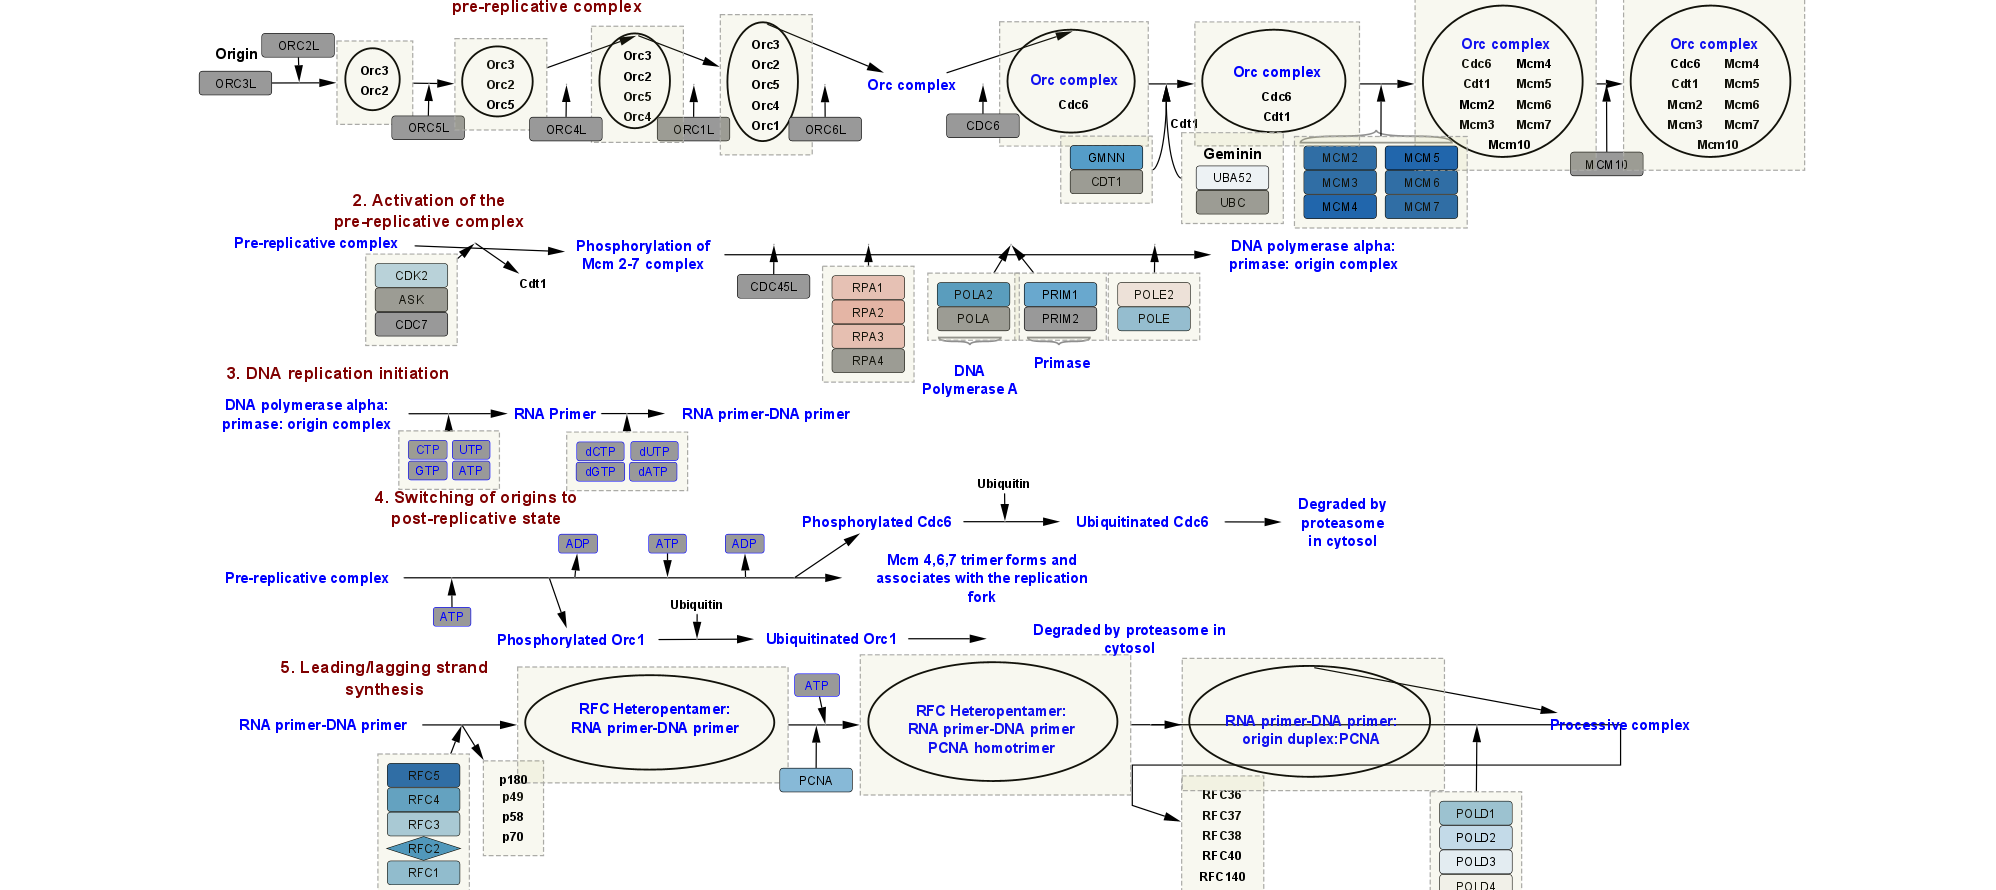 pre-replicative complex
Origin
ORC2L
ORC3L
Orc3
Orc2
ORC5L
Orc3
Orc2
Orc5
ORC4L
Orc3
Orc2
Orc5
Orc4
ORC1L
Orc3
Orc2
Orc5
Orc4
Orc1
ORC6L
Orc complex
CDC6
Orc complex
Cdc6
Cdt1
GMNN
CDT1
Orc complex
Cdc6
Cdt1
Geminin
UBA52
UBC
MCM2 MCM5
MCM3 MCM6
MCM4 MCM7
Orc complex
Cdc6 Mcm4
Cdt1 Mcm5
Mcm2 Mcm6
Mcm3 Mcm7
Mcm10
MCM10
Orc complex
Cdc6 Mcm4
Cdt1 Mcm5
Mcm2 Mcm6
Mcm3 Mcm7
Mcm10
2. Activation of the
pre-replicative complex
Pre-replicative complex
CDK2
ASK
CDC7
Cdt1
Phosphorylation of
Mcm 2-7 complex
CDC45L
RPA1
RPA2
RPA3
RPA4
POLA2
POLA
DNA
Polymerase A
PRIM1
PRIM2
Primase
POLE2
POLE
DNA polymerase alpha:
primase: origin complex
3. DNA replication initiation
DNA polymerase alpha:
primase: origin complex
CTP UTP
GTP ATP
RNA Primer
dCTP dUTP
dGTP dATP
RNA primer-DNA primer
4. Switching of origins to
post-replicative state
Pre-replicative complex
ATP
ADP
ATP
ADP
Phosphorylated Cdc6
Ubiquitin
Ubiquitinated Cdc6
Degraded by
proteasome
in cytosol
Mcm 4,6,7 trimer forms and
associates with the replication
fork
Phosphorylated Orc1
Ubiquitin
Ubiquitinated Orc1
Degraded by proteasome in
cytosol
5. Leading/lagging strand
synthesis
RNA primer-DNA primer
RFC5
RFC4
RFC3
RFC2
RFC1
p180
p49
p58
p70
RFC Heteropentamer:
RNA primer-DNA primer
ATP
PCNA
RFC Heteropentamer:
RNA primer-DNA primer
PCNA homotrimer
RNA primer-DNA primer:
origin duplex:PCNA
Processive complex
RFC36
RFC37
RFC38
RFC40
RFC140
POLD1
POLD2
POLD3
POLD4